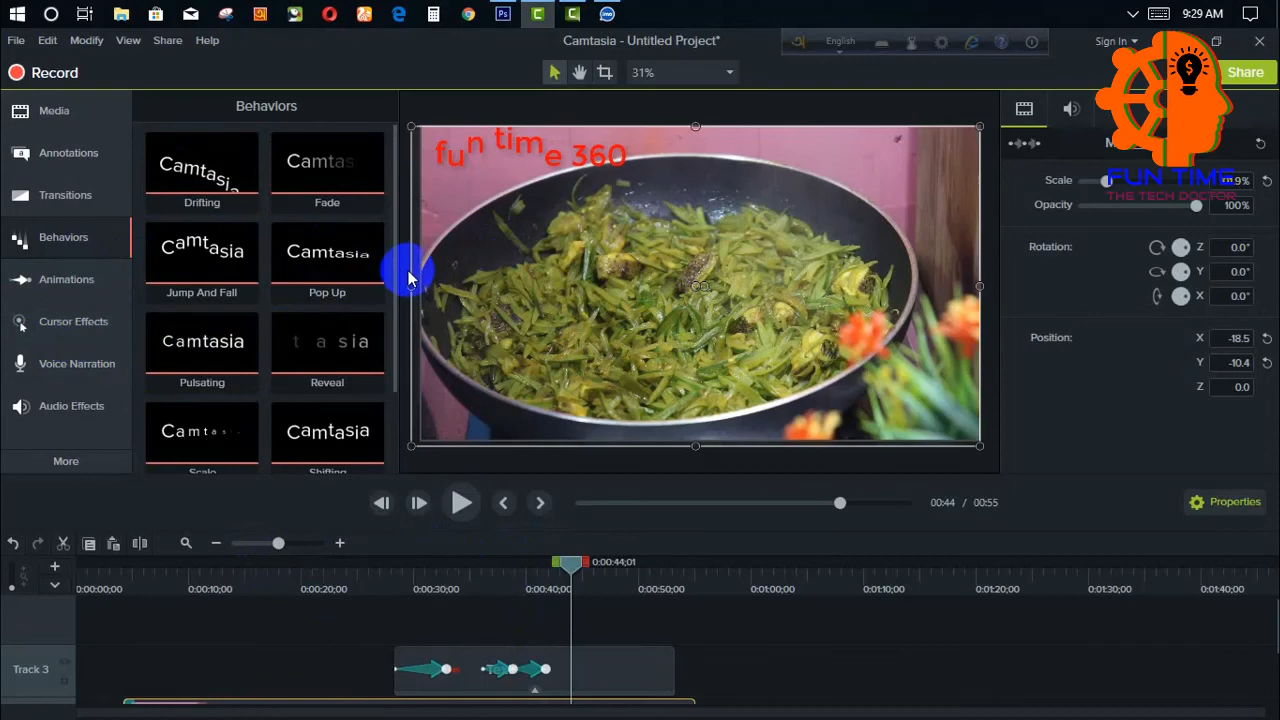 9:29 AM
File Edit Modify View Share Help
Camtasia - Untitled Project*
English
Sign In
Record
31%
Share
Media
Annotations
Transitions
Behaviors
Animations
Cursor Effects
Voice Narration
Audio Effects
More
Behaviors
Camtasia Camtas
Drifting Fade
Camtasia Camtasia
Jump And Fall Pop Up
Camtasia t a sia
Pulsating Reveal
Camtas Camtasia
Scale Shifting
fun time 360
FUN TIME
THE TECH DOCTOR
Scale
Opacity 100%
Rotation: Z 0.0°
Y 0.0°
X 0.0°
Position: X -18.5
Y -10.4
Z 0.0
00:44 / 00:55
Properties
0:00:44;01
0:00:00;00 0:00:10;00 0:00:20;00 0:00:30;00 0:00:40;00 0:00:50;00 0:01:00;00 0:01:10;00 0:01:20;00 0:01:30;00 0:01:40;00
Track 3